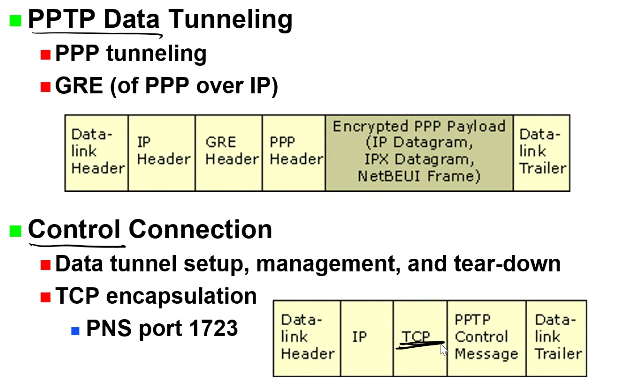 PPTP Data Tunneling
PPP tunneling
GRE (of PPP over IP)
Data-
link
Header
IP
Header
GRE
Header
PPP
Header
Encrypted PPP Payload
(IP Datagram,
IPX Datagram,
NetBEUI Frame)
Data-
link
Trailer
Control Connection
Data tunnel setup, management, and tear-down
TCP encapsulation
PNS port 1723
Data-
link
Header
IP
TCP
PPTP
Control
Message
Data-
link
Trailer